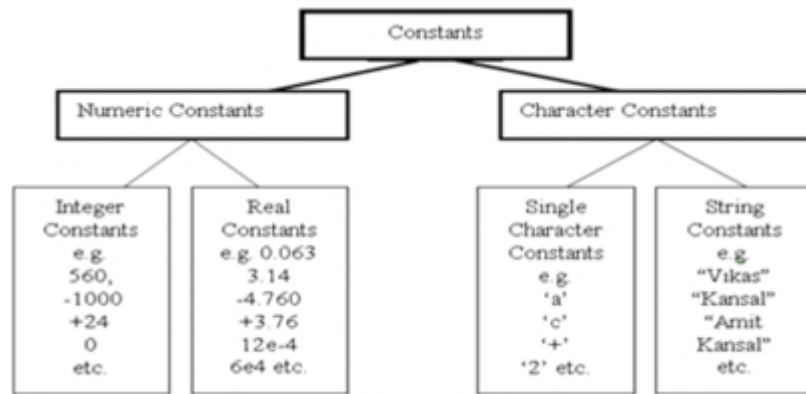 Constants
Numeric Constants
Character Constants
Integer
Constants
e.g.
560,
-1000
+24
0
etc.
Real
Constants
e.g. 0.063
3.14
-4.760
+3.76
12e-4
6e4 etc.
Single
Character
Constants
e.g.
‘a’
‘c’
‘+’
‘2’ etc.
String
Constants
e.g.
“Vikas”
“Kansal”
“Amit
Kansal”
etc.